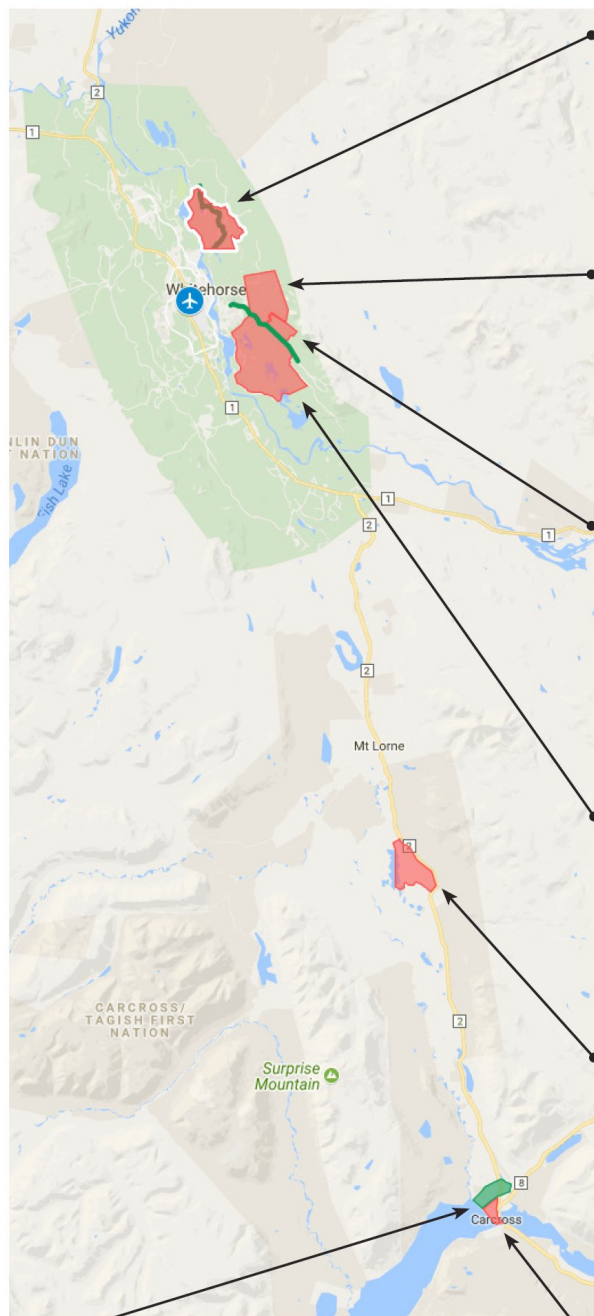 Yukon
2
1
Whitehorse
1
NLIN DUN
T NATION
Fish Lake
1
2
1
2
Mt Lorne
2
CARCROSS/
TAGISH FIRST
NATION
2
Surprise
Mountain
8
Carcross